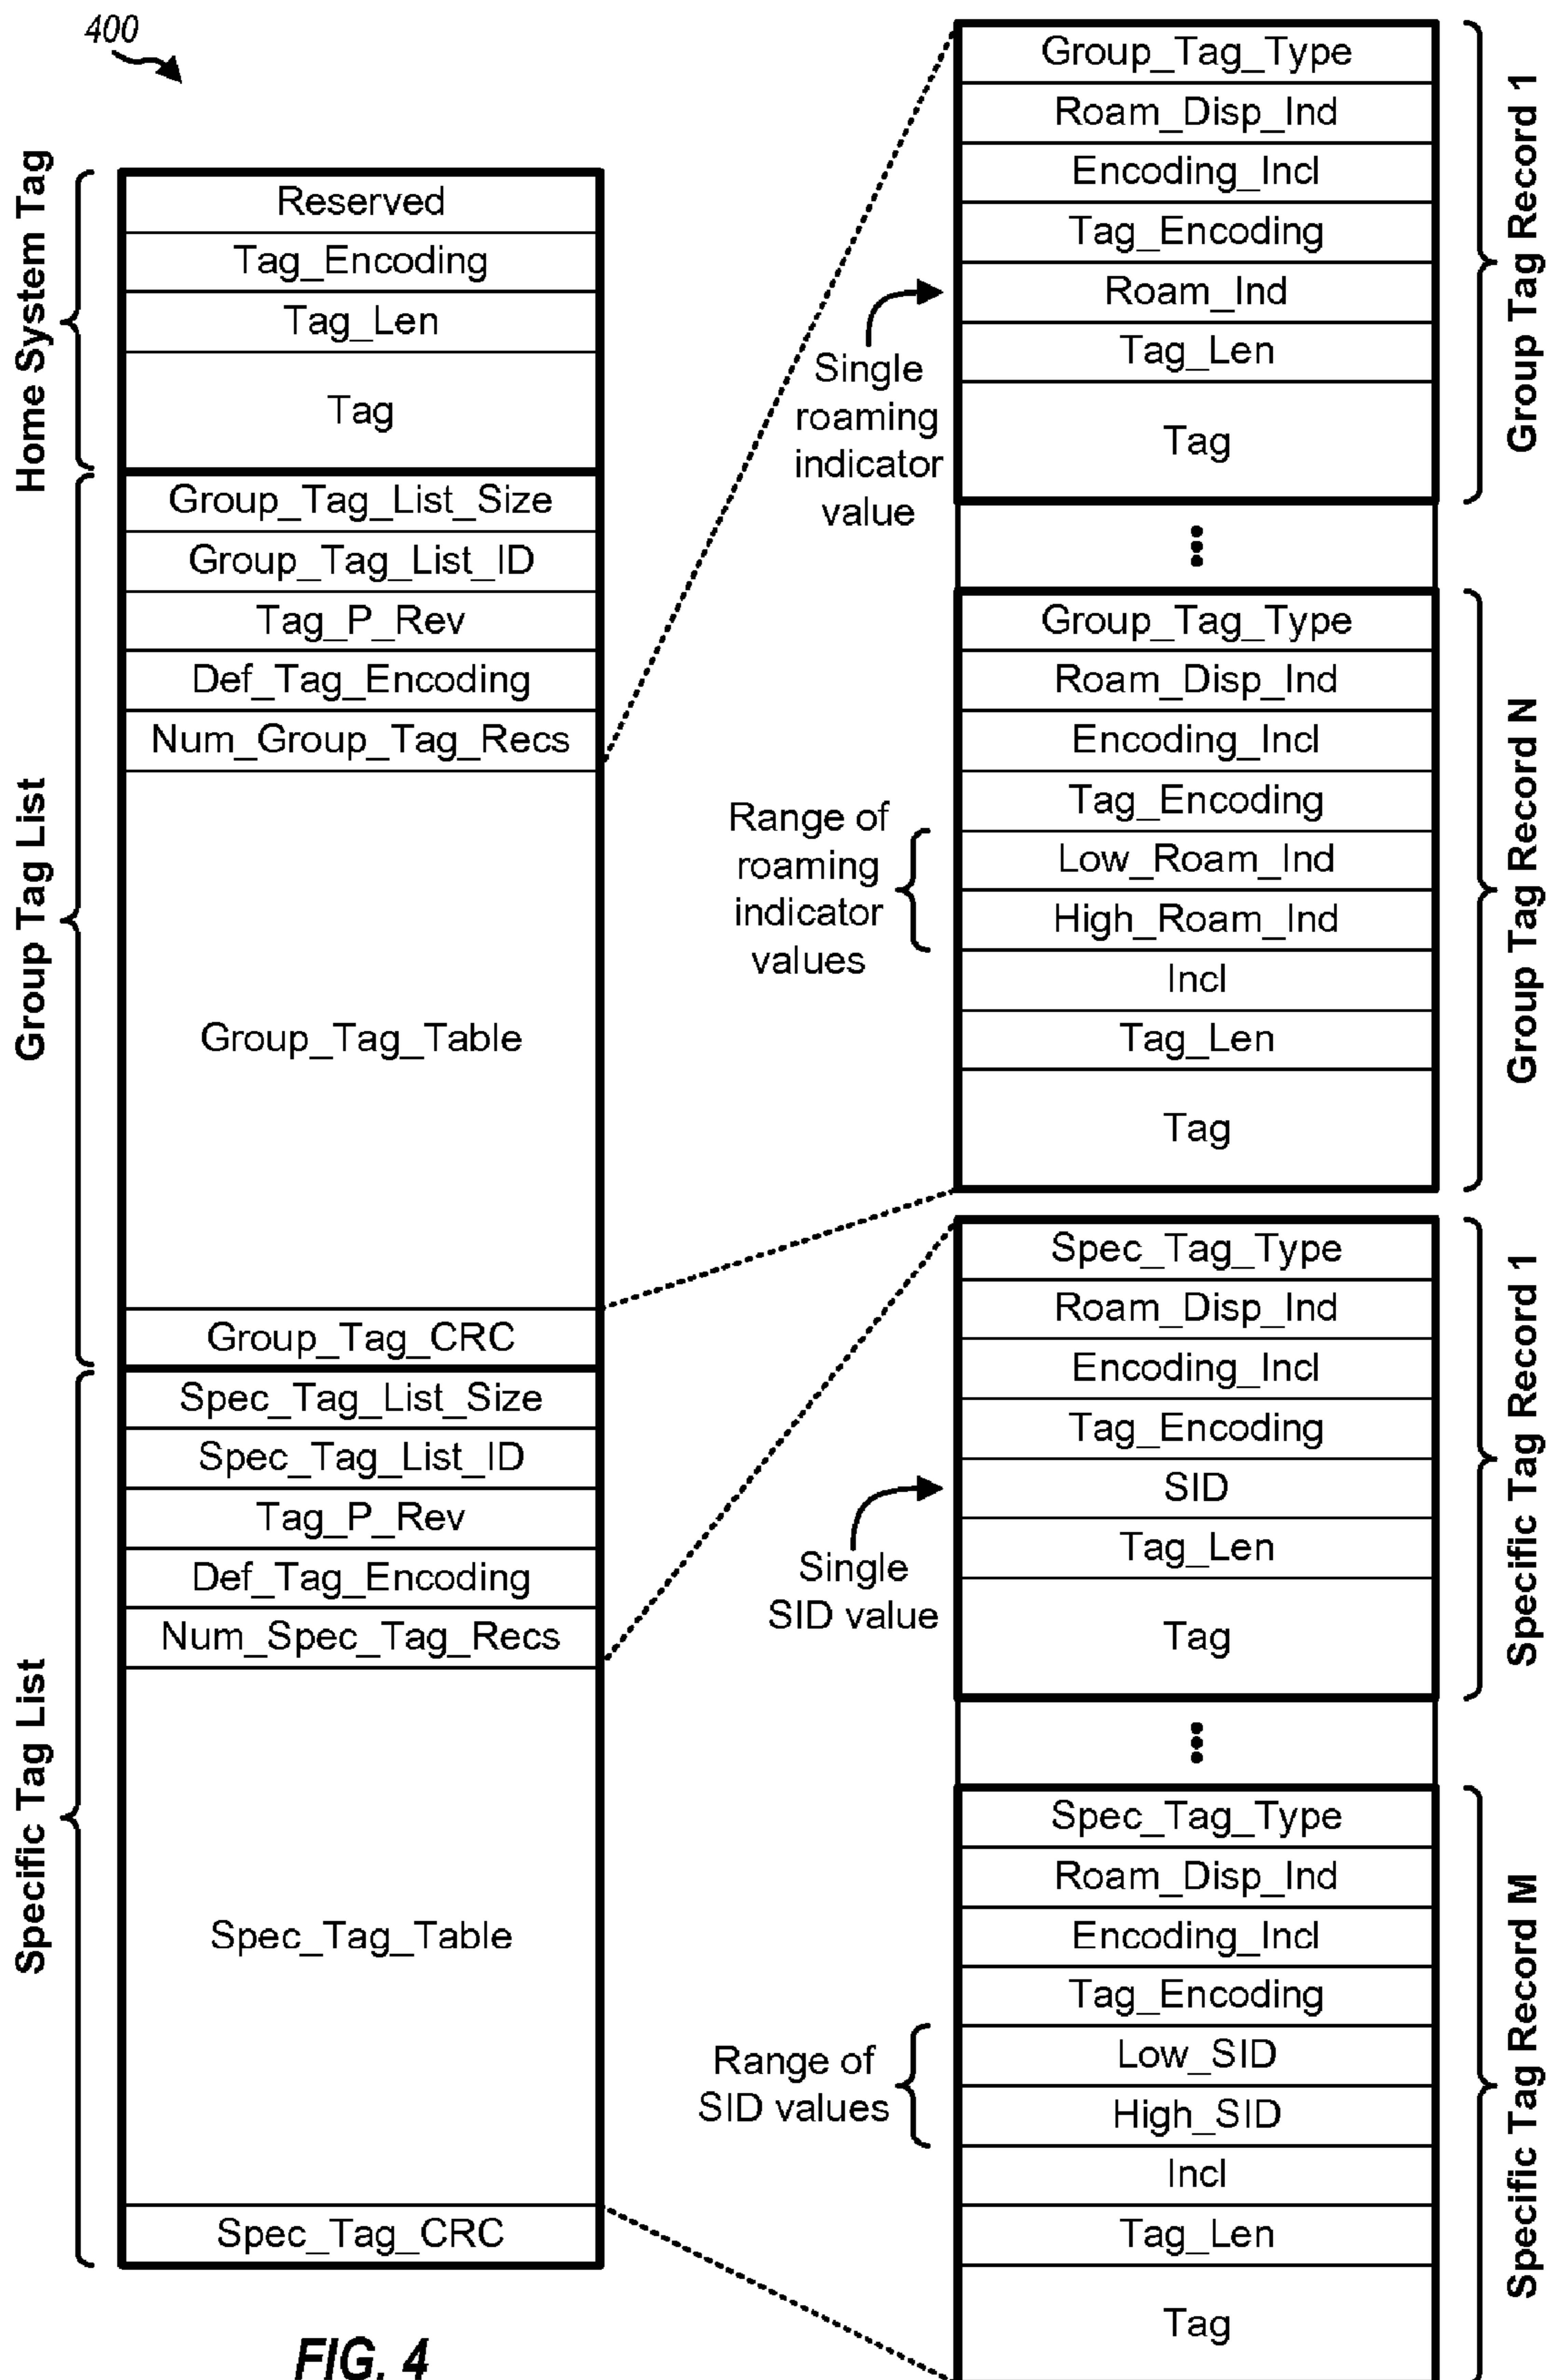 400
Home System Tag
Reserved
Tag_Encoding
Tag_Len
Tag
Group Tag List
Group_Tag_List_Size
Group_Tag_List_ID
Tag_P_Rev
Def_Tag_Encoding
Num_Group_Tag_Recs
Group_Tag_Table
Group_Tag_CRC
Specific Tag List
Spec_Tag_List_Size
Spec_Tag_List_ID
Tag_P_Rev
Def_Tag_Encoding
Num_Spec_Tag_Recs
Spec_Tag_Table
Spec_Tag_CRC
Group Tag Record 1
Group_Tag_Type
Roam_Disp_Ind
Encoding_Incl
Tag_Encoding
Roam_Ind
Tag_Len
Tag
Single
roaming
indicator
value
Group Tag Record N
Group_Tag_Type
Roam_Disp_Ind
Encoding_Incl
Tag_Encoding
Low_Roam_Ind
High_Roam_Ind
Incl
Tag_Len
Tag
Range of
roaming
indicator
values
Specific Tag Record 1
Spec_Tag_Type
Roam_Disp_Ind
Encoding_Incl
Tag_Encoding
SID
Tag_Len
Tag
Single
SID value
Specific Tag Record M
Spec_Tag_Type
Roam_Disp_Ind
Encoding_Incl
Tag_Encoding
Low_SID
High_SID
Incl
Tag_Len
Tag
Range of
SID values
FIG. 4